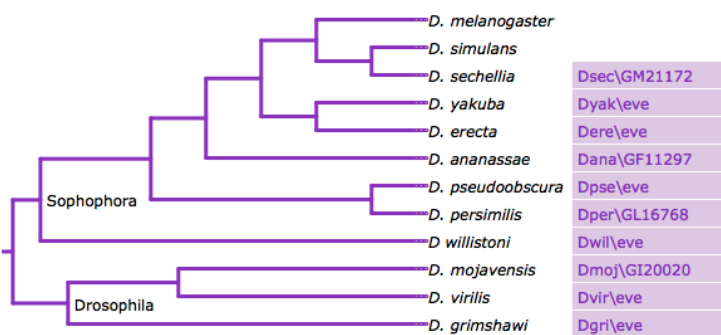 D. melanogaster
D. simulans
D. sechellia Dsec\GM21172
D. yakuba Dyak\eve
D. erecta Dere\eve
D. ananassae Dana\GF11297
D. pseudoobscura Dpse\eve
Sophophora
D. persimilis Dper\GL16768
D willistoni Dwil\eve
D. mojavensis Dmoj\GI20020
D. virilis Dvir\eve
Drosophila
D. grimshawi Dgri\eve